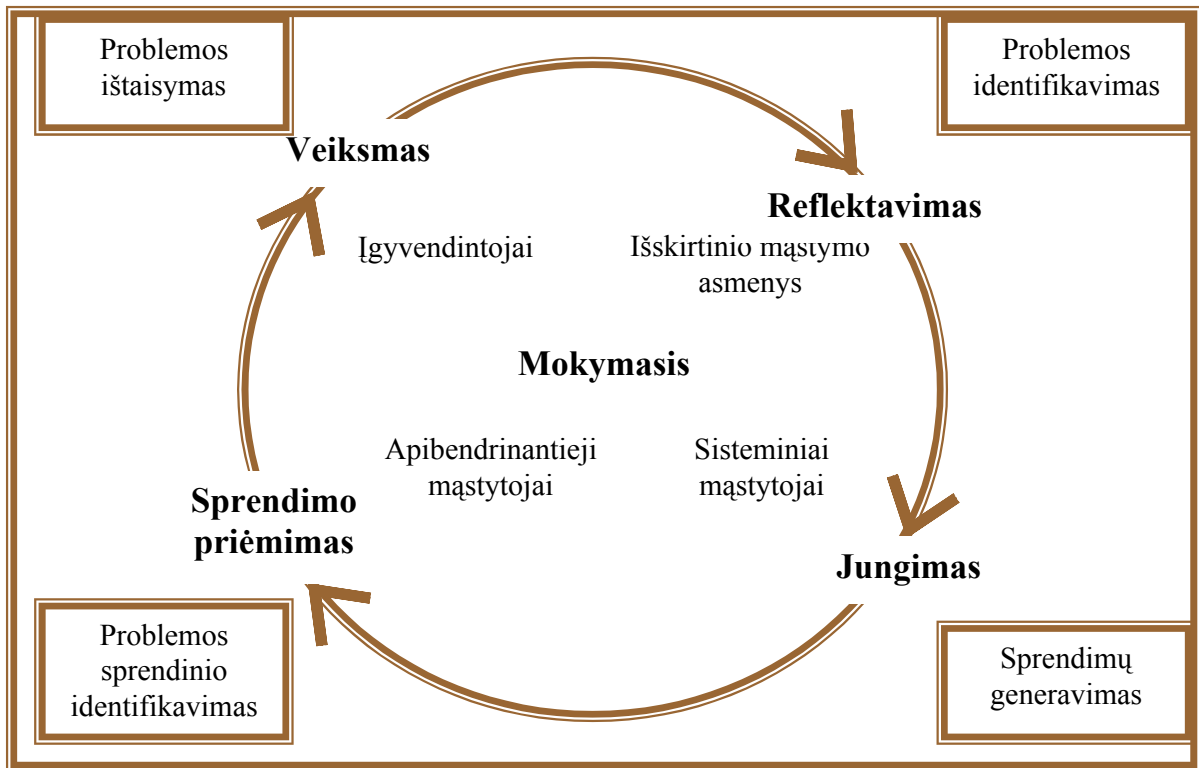 Problemos
ištaisymas
Problemos
identifikavimas
Veiksmas
Reflektavimas
Įgyvendintojai
Išskirtinio mąstymo
asmenys
Mokymasis
Apibendrinantieji
mąstytojai
Sisteminiai
mąstytojai
Sprendimo
priėmimas
Jungimas
Problemos
sprendinio
identifikavimas
Sprendimų
generavimas